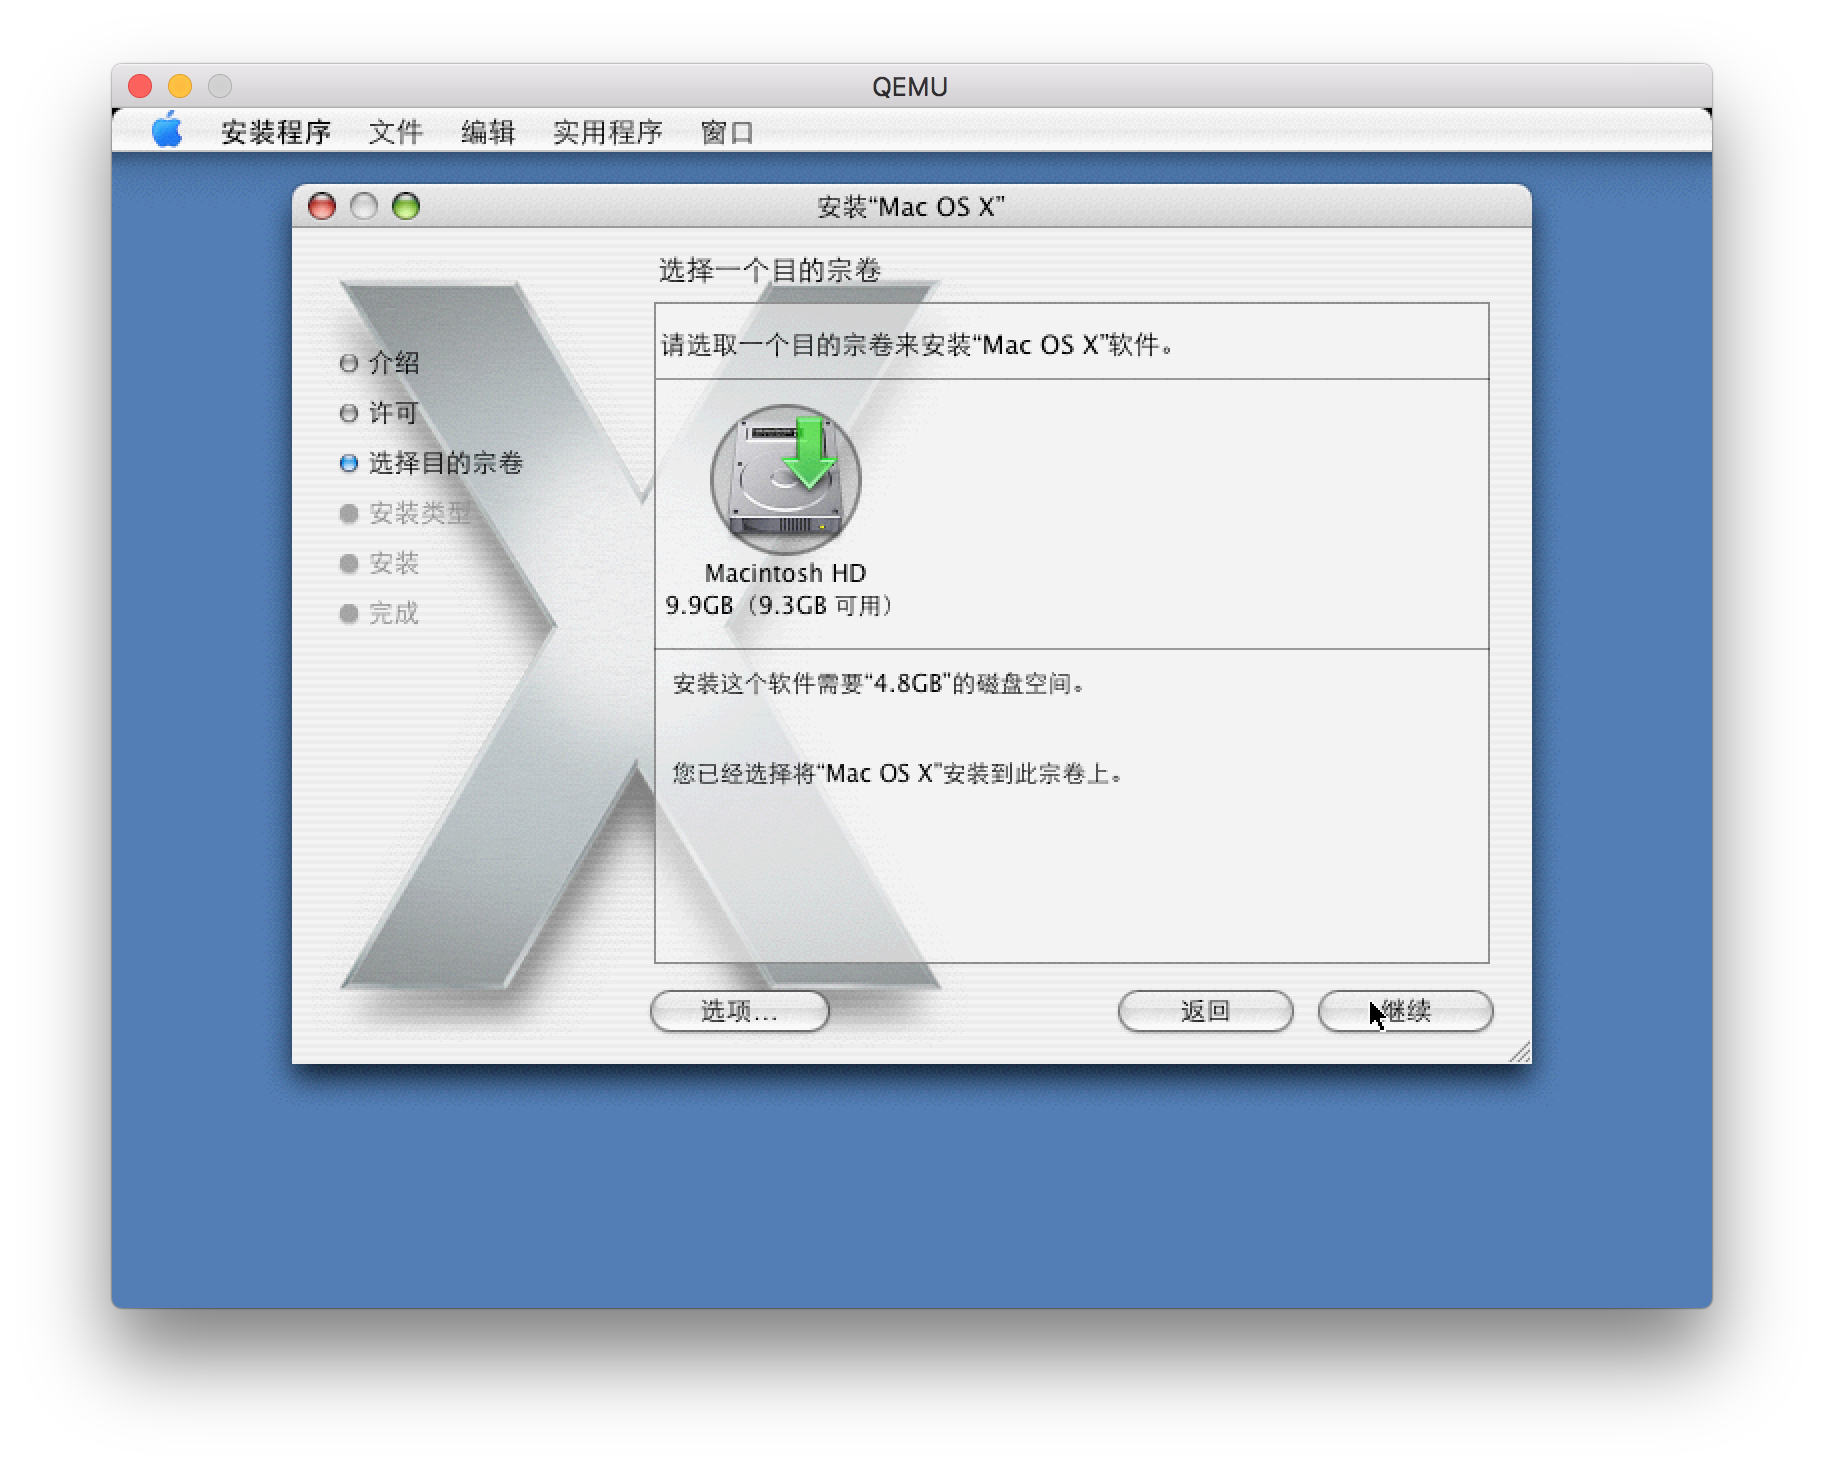 QEMU
安装程序 文件 编辑 实用程序 窗口
安装“Mac OS X”
选择一个目的宗卷
请选取一个目的宗卷来安装“Mac OS X”软件。
介绍
许可
选择目的宗卷
安装类型
安装
完成
Macintosh HD
9.9GB（9.3GB 可用）
安装这个软件需要“4.8GB”的磁盘空间。
您已经选择将“Mac OS X”安装到此宗卷上。
选项... 返回 继续